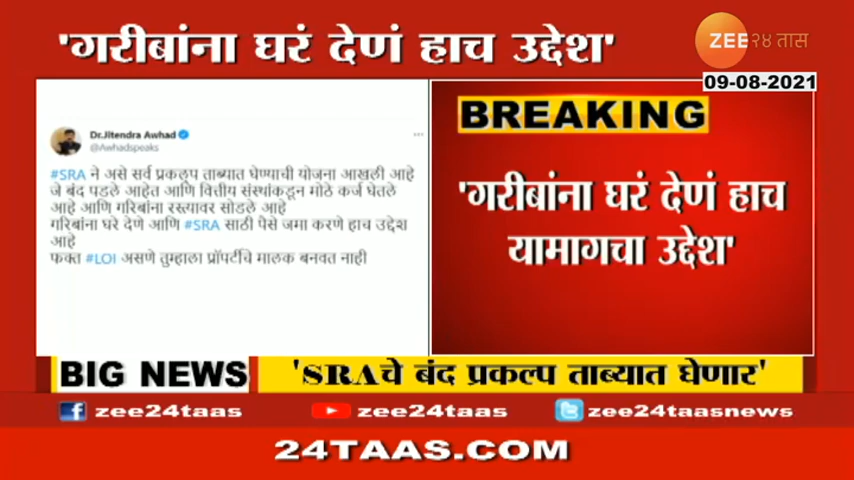 'गरीबांना घरं देणं हाच उद्देश'
ZEE २४ तास
09-08-2021
Dr.Jitendra Awhad
@Awhadspeaks
#SRA ने असे सर्व प्रकल्प ताब्यात घेण्याची योजना आखली आहे
जे बंद पडले आहेत आणि वित्तीय संस्थांकडून मोठे कर्ज घेतले
आहे आणि गरिबांना रस्त्यावर सोडले आहे
गरिबांना घरे देणे आणि #SRA साठी पैसे जमा करणे हाच उद्देश
आहे
फक्त #LOI असणे तुम्हाला प्रॉपर्टीचे मालक बनवत नाही
BREAKING
'गरीबांना घरं देणं हाच
यामागचा उद्देश'
BIG NEWS
'SRAचे बंद प्रकल्प ताब्यात घेणार'
zee24taas
zee24taas
zee24taasnews
24TAAS.COM